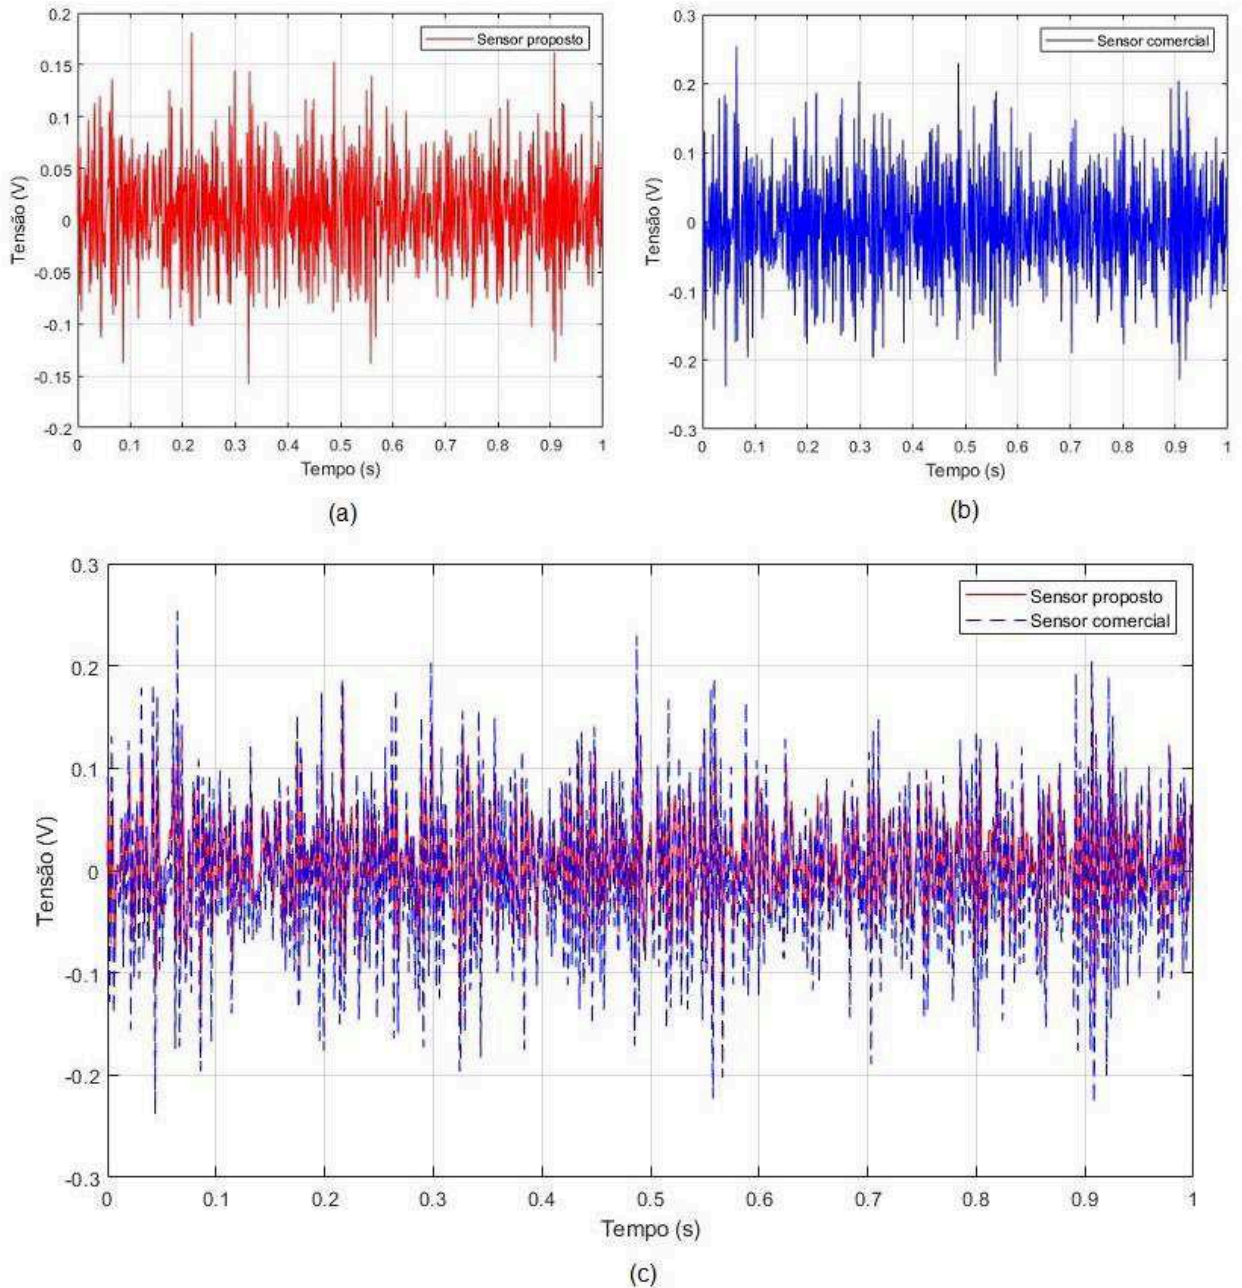 0.2
0.15
0.1
0.05
0
-0.05
-0.1
-0.15
-0.2
Tensão (V)
Sensor proposto
0 0.1 0.2 0.3 0.4 0.5 0.6 0.7 0.8 0.9 1
Tempo (s)
(a)
0.3
0.2
0.1
0
-0.1
-0.2
-0.3
Tensão (V)
Sensor comercial
0 0.1 0.2 0.3 0.4 0.5 0.6 0.7 0.8 0.9 1
Tempo (s)
(b)
0.3
0.2
0.1
0
-0.1
-0.2
-0.3
Tensão (V)
Sensor proposto
Sensor comercial
0 0.1 0.2 0.3 0.4 0.5 0.6 0.7 0.8 0.9 1
Tempo (s)
(c)